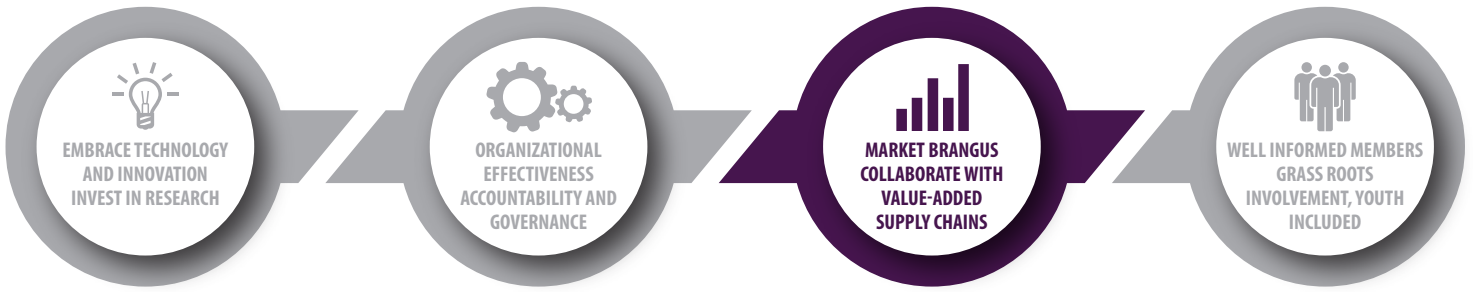 EMBRACE TECHNOLOGY
AND INNOVATION
INVEST IN RESEARCH
ORGANIZATIONAL
EFFECTIVENESS
ACCOUNTABILITY AND
GOVERNANCE
MARKET BRANGUS
COLLABORATE WITH
VALUE-ADDED
SUPPLY CHAINS
WELL INFORMED MEMBERS
GRASS ROOTS
INVOLVEMENT, YOUTH
INCLUDED